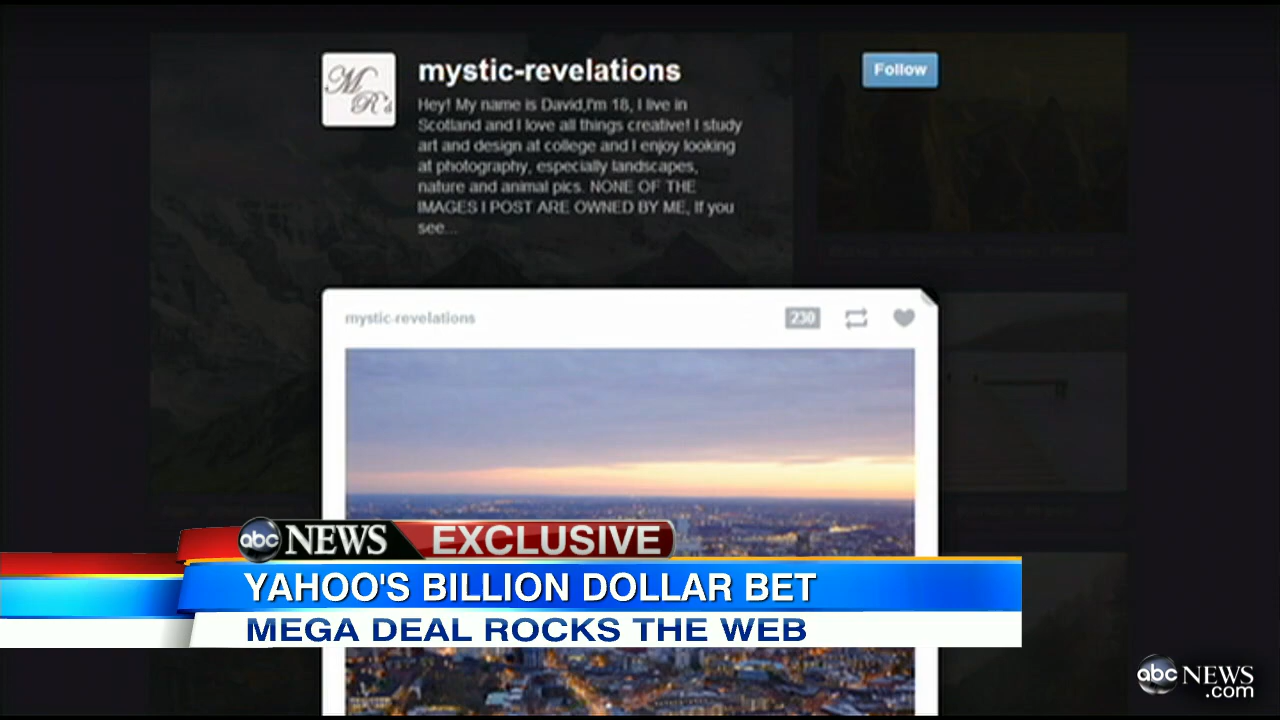 M
R's
mystic-revelations
Follow
Hey! My name is David,I'm 18, I live in
Scotland and I love all things creative! I study
art and design at college and I enjoy looking
at photography, especially landscapes,
nature and animal pics. NONE OF THE
IMAGES I POST ARE OWNED BY ME, If you
see...
mystic-revelations
230
abc NEWS EXCLUSIVE
YAHOO'S BILLION DOLLAR BET
MEGA DEAL ROCKS THE WEB
abc NEWS
.com